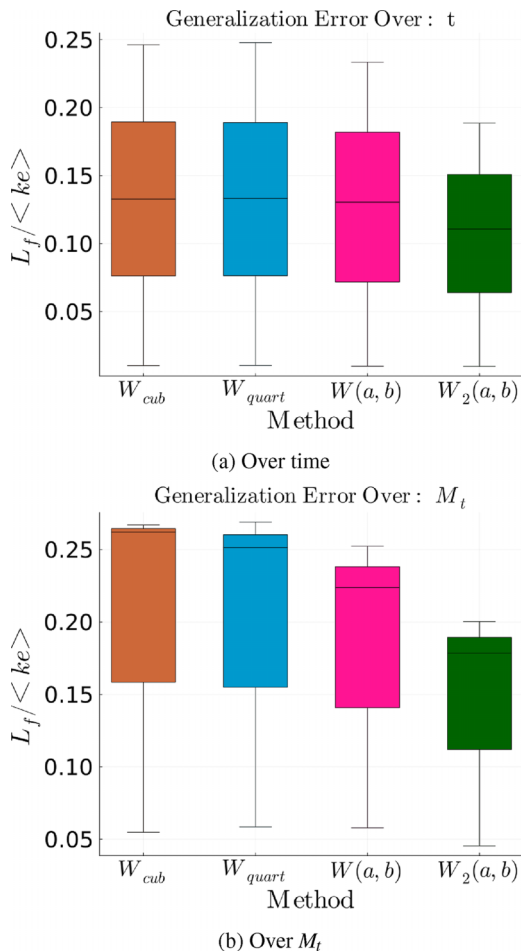 Generalization Error Over: t
0.25
0.20
0.15
0.10
0.05
L_f/<ke>
W_cub W_quart W(a, b) W_2(a, b)
Method
(a) Over time
Generalization Error Over: M_t
0.25
0.20
0.15
0.10
0.05
L_f/<ke>
W_cub W_quart W(a, b) W_2(a, b)
Method
(b) Over M_t